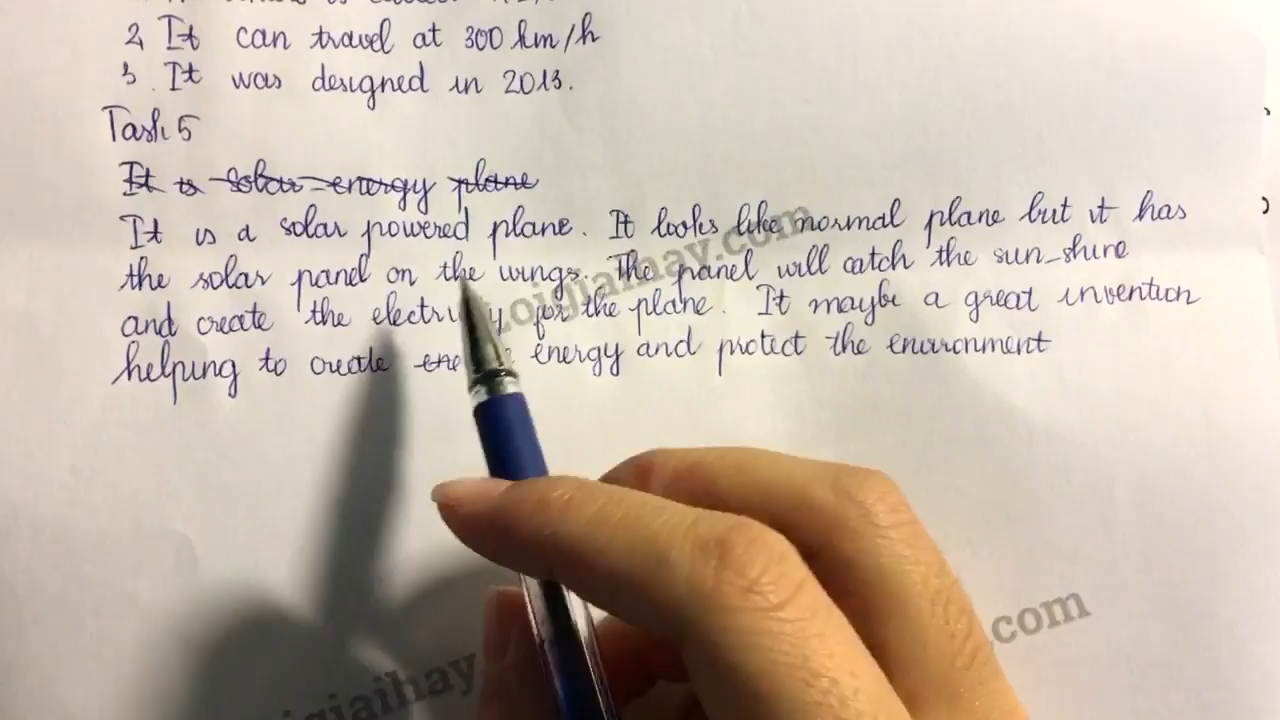 2, It can travel at 300 km/h
3. It was designed in 2013.
Task 5
It is solar-energy plane
It is a solar powered plane. It looks like normal plane but it has
the solar panel on the wings. The panel will catch the sun-shine
and create the for the plane. It maybe a great invention
helping to create energy and protect the environment
loigiaihay.com